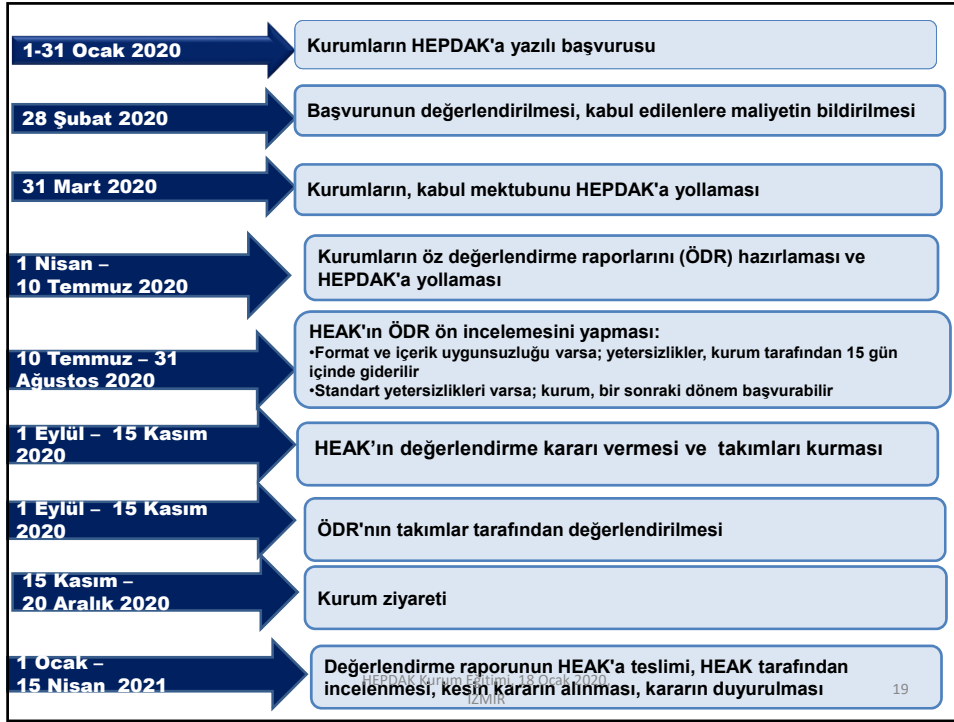 1-31 Ocak 2020
Kurumların HEPDAK'a yazılı başvurusu
28 Şubat 2020
Başvurunun değerlendirilmesi, kabul edilenlere maliyetin bildirilmesi
31 Mart 2020
Kurumların, kabul mektubunu HEPDAK'a yollaması
1 Nisan –
10 Temmuz 2020
Kurumların öz değerlendirme raporlarını (ÖDR) hazırlaması ve
HEPDAK'a yollaması
10 Temmuz – 31
Ağustos 2020
HEAK'ın ÖDR ön incelemesini yapması:
•Format ve içerik uygunsuzluğu varsa; yetersizlikler, kurum tarafından 15 gün
içinde giderilir
•Standart yetersizlikleri varsa; kurum, bir sonraki dönem başvurabilir
1 Eylül – 15 Kasım
2020
HEAK’ın değerlendirme kararı vermesi ve takımları kurması
1 Eylül – 15 Kasım
2020
ÖDR'nın takımlar tarafından değerlendirilmesi
15 Kasım –
20 Aralık 2020
Kurum ziyareti
1 Ocak –
15 Nisan 2021
Değerlendirme raporunun HEAK'a teslimi, HEAK tarafından
incelenmesi, kesin kararın alınması, kararın duyurulması
HEPDAK Kurum Eğitimi, 18 Ocak 2020,
İZMİR
19